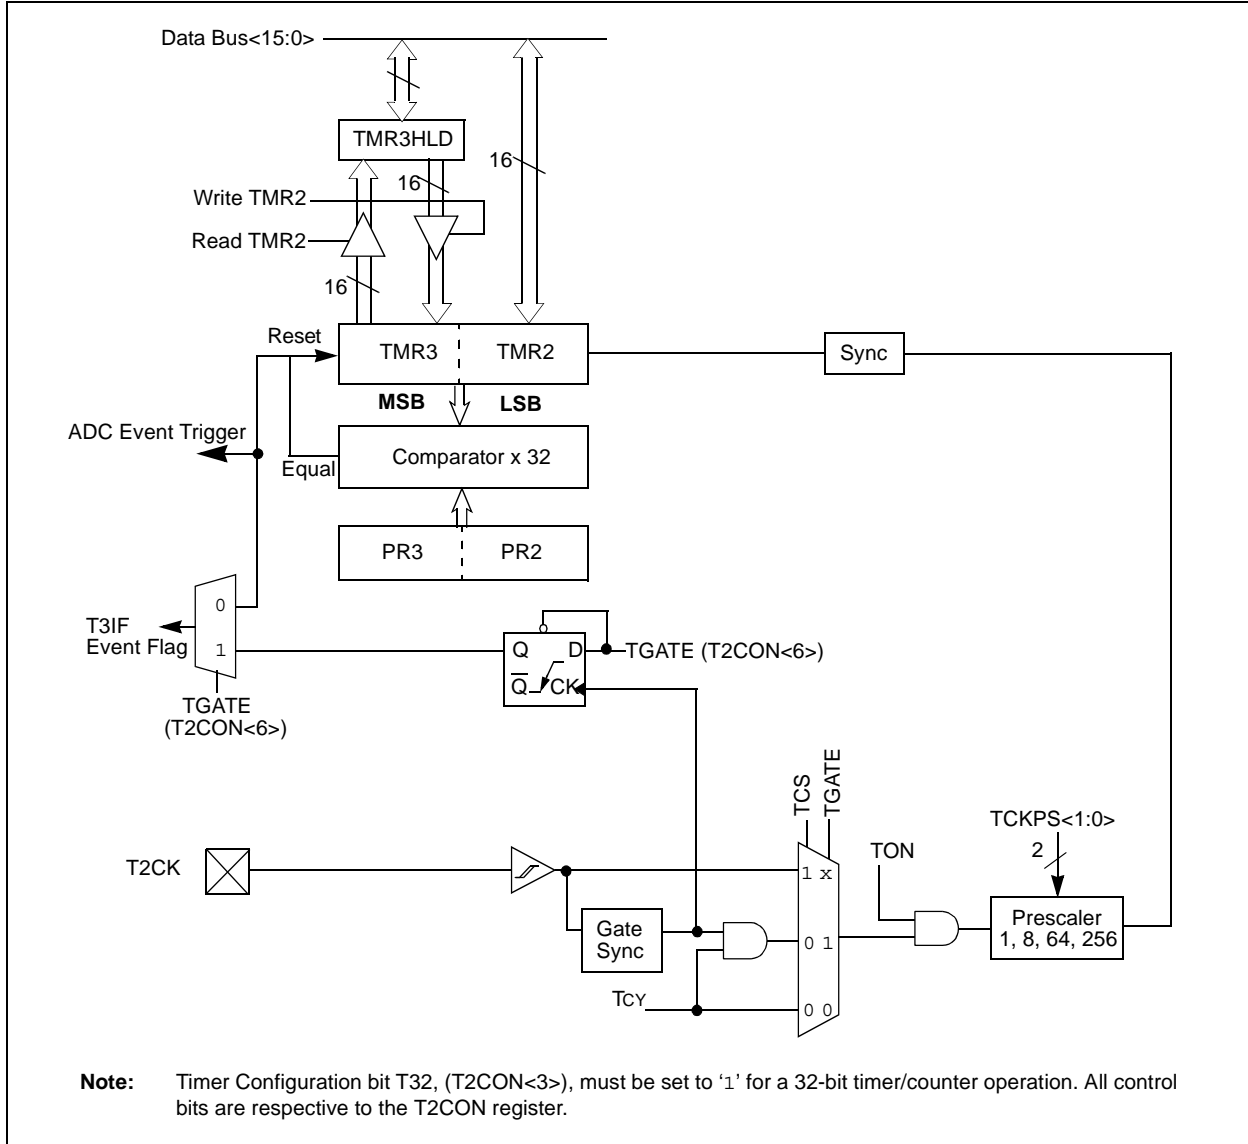 Data Bus<15:0>
TMR3HLD
16
16
Write TMR2
Read TMR2
16
Reset
TMR3
TMR2
Sync
MSB
LSB
ADC Event Trigger
Equal
Comparator x 32
PR3
PR2
0
T3IF
Event Flag
1
Q
D
TGATE (T2CON<6>)
Q
CK
TGATE
(T2CON<6>)
TCS
TGATE
TCKPS<1:0>
2
TON
T2CK
1 x
Prescaler
1, 8, 64, 256
Gate
Sync
0 1
TCY
0 0
Note: Timer Configuration bit T32, (T2CON<3>), must be set to ‘1’ for a 32-bit timer/counter operation. All control
bits are respective to the T2CON register.